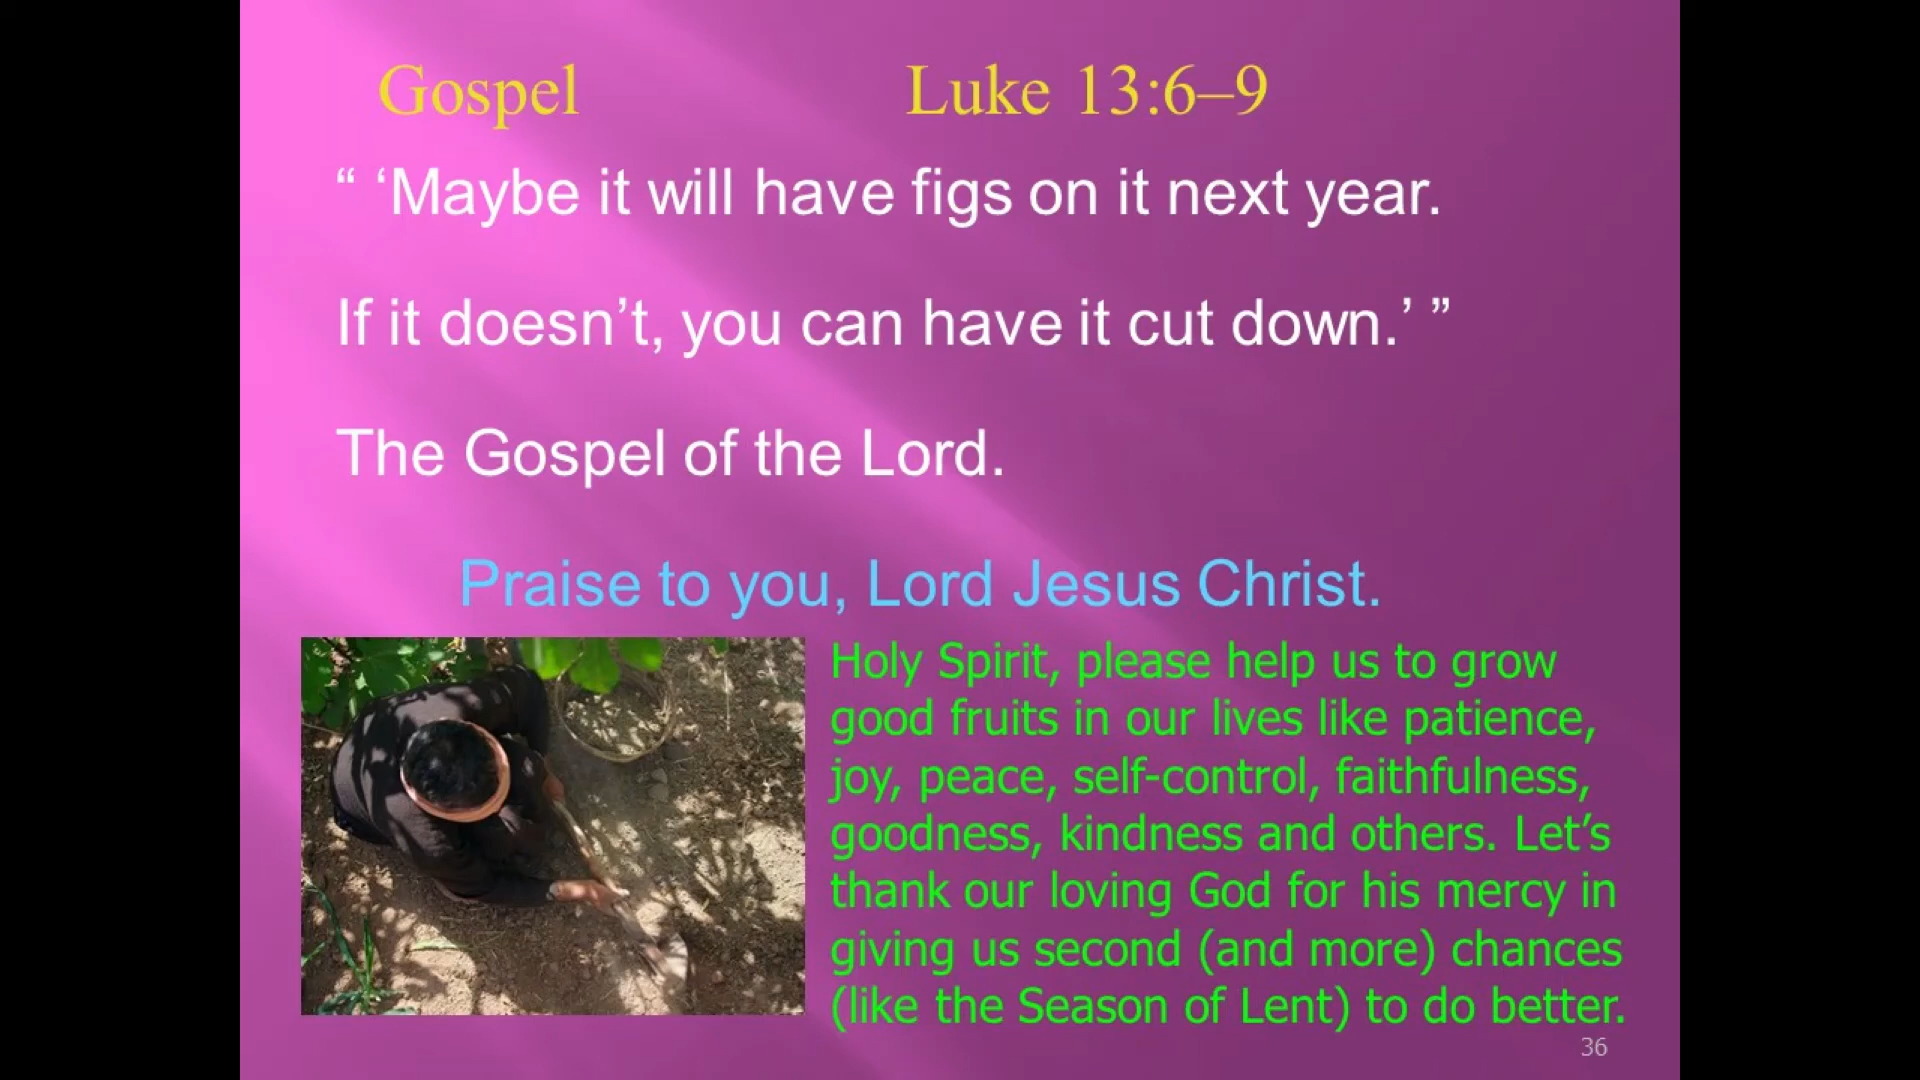 Gospel Luke 13:6–9
“ ‘Maybe it will have figs on it next year.
If it doesn’t, you can have it cut down.’ ”
The Gospel of the Lord.
Praise to you, Lord Jesus Christ.
Holy Spirit, please help us to grow
good fruits in our lives like patience,
joy, peace, self-control, faithfulness,
goodness, kindness and others. Let’s
thank our loving God for his mercy in
giving us second (and more) chances
(like the Season of Lent) to do better.
36